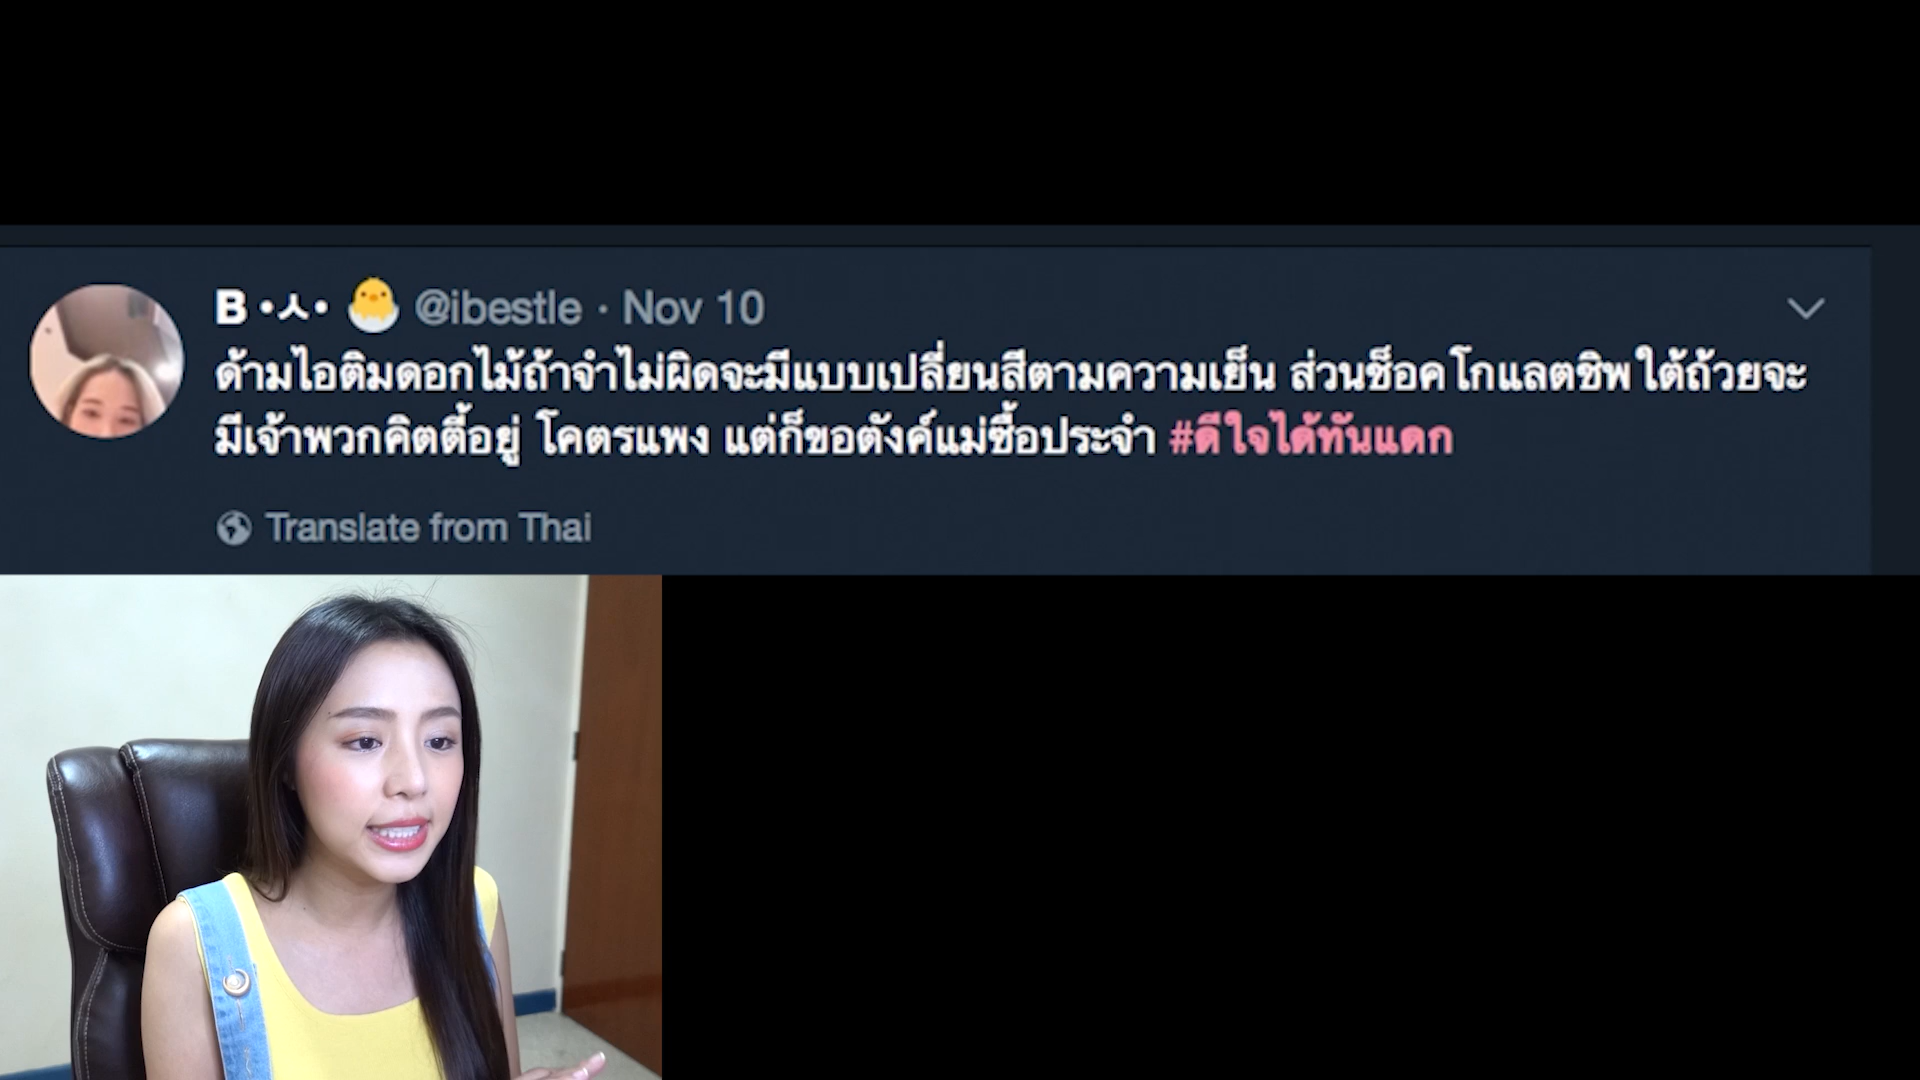 B •ㅅ• 🐣 @ibestle · Nov 10
ด้ามไอติมดอกไม้ถ้าจำไม่ผิดจะมีแบบเปลี่ยนสีตามความเย็น ส่วนช็อคโกแลตชิพใต้ถ้วยจะ
มีเจ้าพวกคิตตี้อยู่ โคตรแพง แต่ก็ขอตังค์แม่ซื้อประจำ #ดีใจได้ทันแดก
Translate from Thai